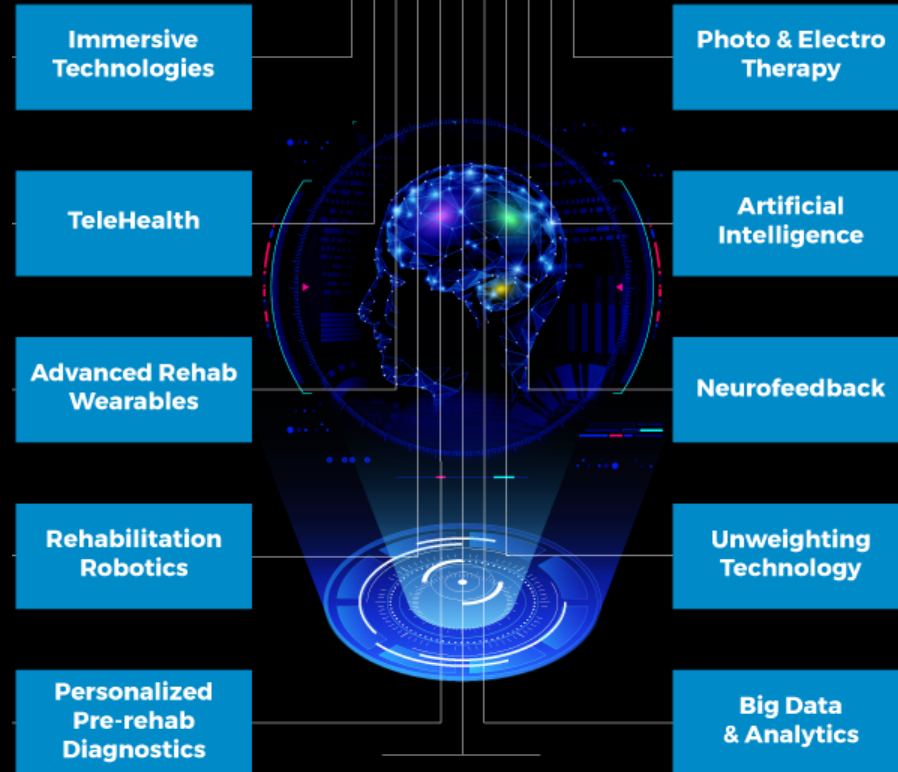 Immersive
Technologies
Photo & Electro
Therapy
TeleHealth
Artificial
Intelligence
Advanced Rehab
Wearables
Neurofeedback
Rehabilitation
Robotics
Unweighting
Technology
Personalized
Pre-rehab
Diagnostics
Big Data
& Analytics